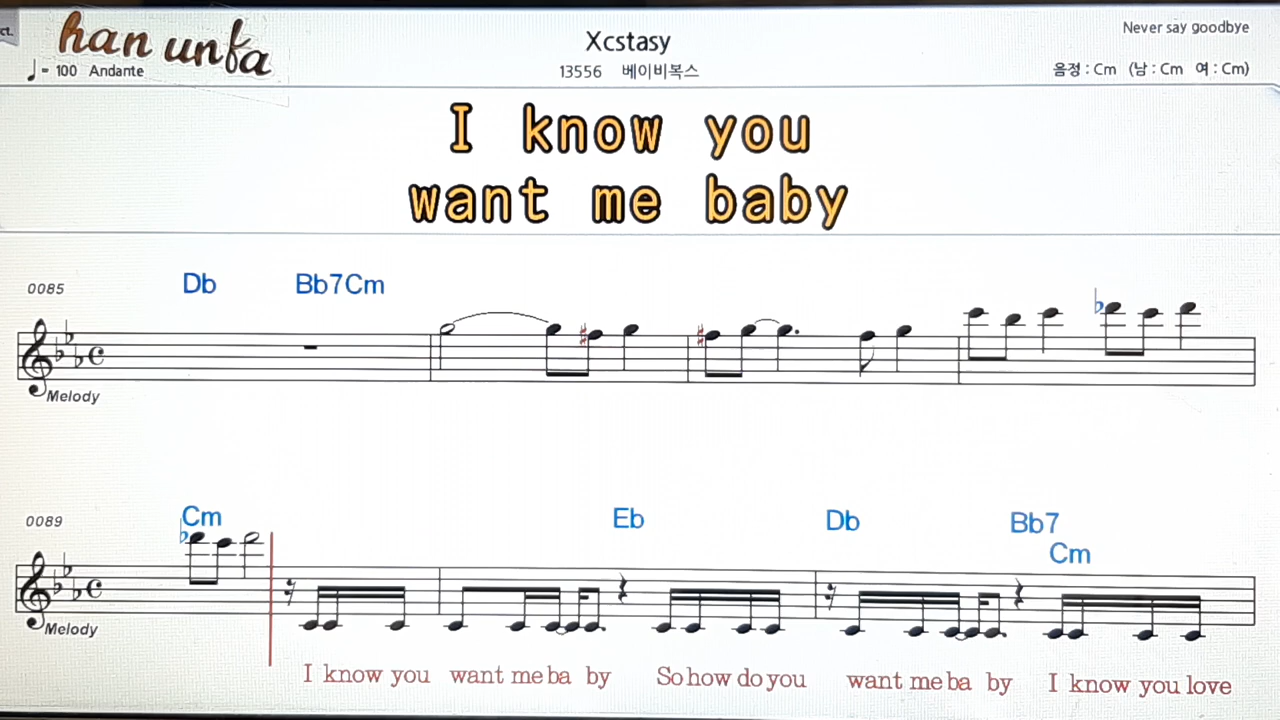 ct.
han unfa
Xcstasy
Never say goodbye
♩= 100 Andante
13556 베이비복스
음정 : Cm (남 : Cm 여 : Cm)
I know you
want me baby
0085
Db Bb7Cm
Melody
0089
Cm Eb Db Bb7
Cm
Melody
I know you want me ba by So how do you want me ba by I know you love